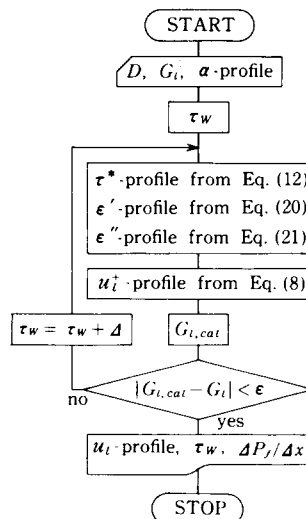 START
D, G_l, α-profile
τ_W
τ*-profile from Eq. (12)
ε′-profile from Eq. (20)
ε″-profile from Eq. (21)
u_l^+-profile from Eq. (8)
τ_W = τ_W + Δ
G_l,cal
|G_l,cal − G_l| < ε
no
yes
u_l-profile, τ_W, ΔP_f/Δx
STOP